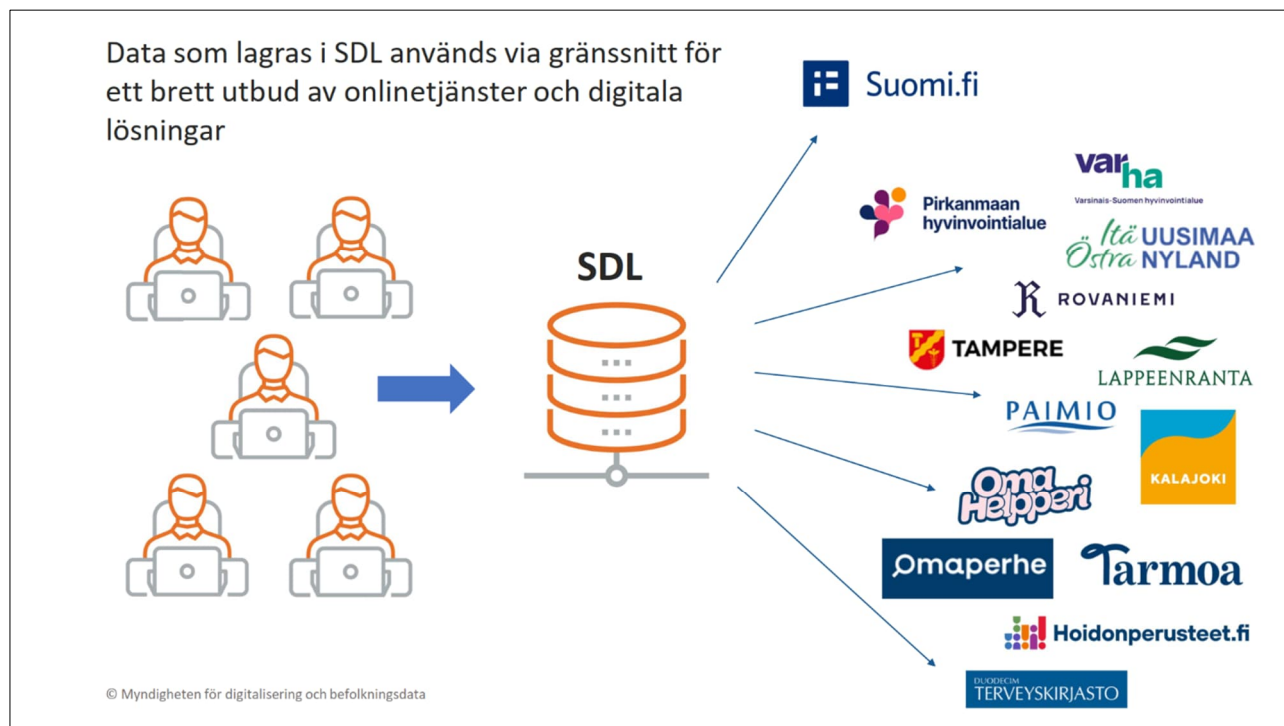 Data som lagras i SDL används via gränssnitt för
ett brett utbud av onlinetjänster och digitala
lösningar
Suomi.fi
varha
Varsinais-Suomen hyvinvointialue
Pirkanmaan
hyvinvointialue
Itä UUSIMAA
Östra NYLAND
SDL
ROVANIEMI
TAMPERE
LAPPEENRANTA
PAIMIO
KALAJOKI
Oma
Helpperi
Omaperhe
Tarmoa
Hoidonperusteet.fi
DUODECIM
TERVEYSKIRJASTO
© Myndigheten för digitalisering och befolkningsdata